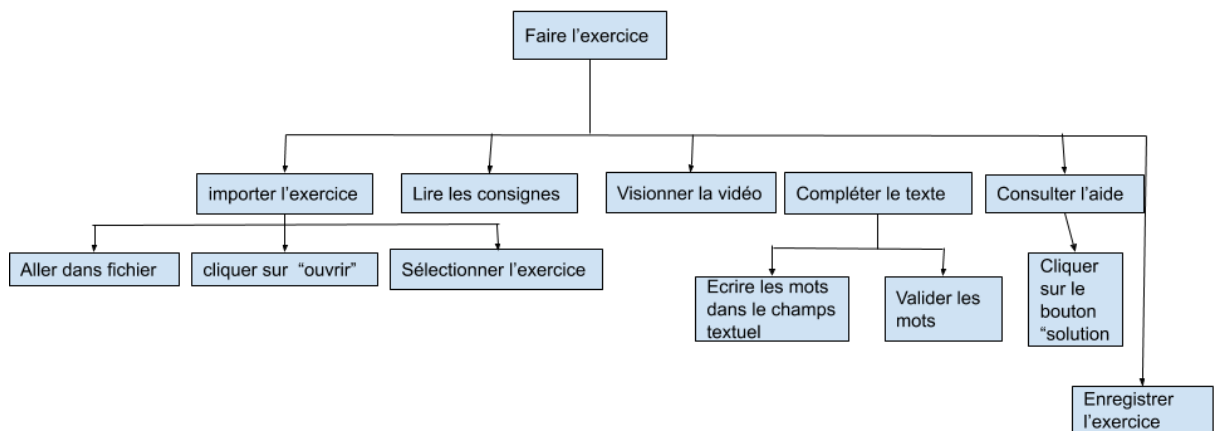 Faire l’exercice
importer l’exercice
Lire les consignes
Visionner la vidéo
Compléter le texte
Consulter l’aide
Aller dans fichier
cliquer sur “ouvrir”
Sélectionner l’exercice
Ecrire les mots
dans le champs
textuel
Valider les
mots
Cliquer
sur le
bouton
“solution
Enregistrer
l’exercice